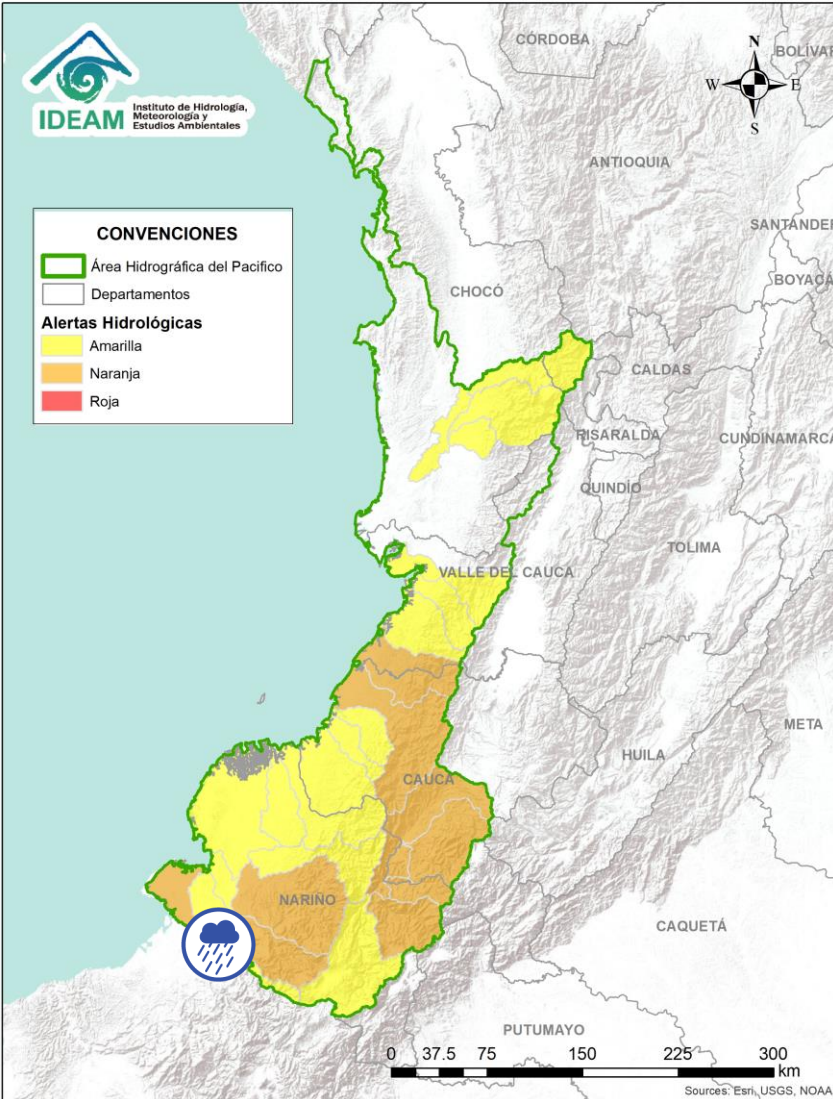 IDEAM
Instituto de Hidrología,
Meteorología y
Estudios Ambientales
CÓRDOBA
BOLÍVAR
N
W
E
S
ANTIOQUIA
SANTANDER
BOYACÁ
CONVENCIONES
Área Hidrográfica del Pacifico
Departamentos
Alertas Hidrológicas
Amarilla
Naranja
Roja
CHOCÓ
CALDAS
RISARALDA
CUNDINAMARCA
QUINDÍO
TOLIMA
VALLE DEL CAUCA
META
HUILA
CAUCA
NARIÑO
CAQUETÁ
PUTUMAYO
0 37.5 75 150 225 300
km
Sources: Esri, USGS, NOAA